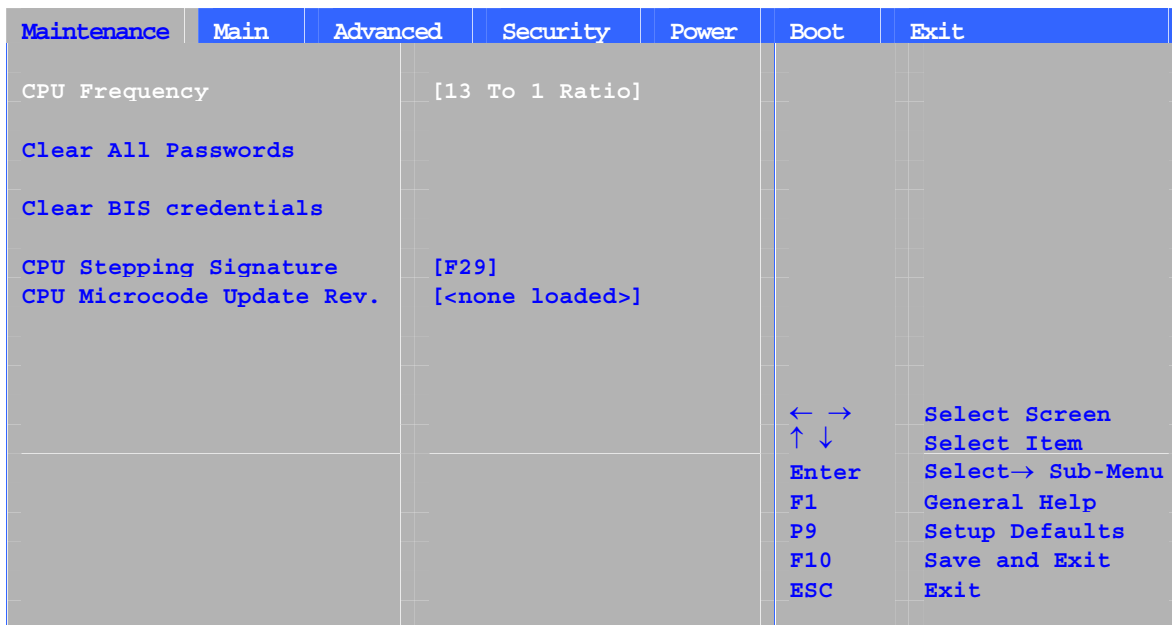 Maintenance Main Advanced Security Power Boot Exit
CPU Frequency [13 To 1 Ratio]
Clear All Passwords
Clear BIS credentials
CPU Stepping Signature [F29]
CPU Microcode Update Rev. [<none loaded>]
← → Select Screen
↑ ↓ Select Item
Enter Select→ Sub-Menu
F1 General Help
P9 Setup Defaults
F10 Save and Exit
ESC Exit